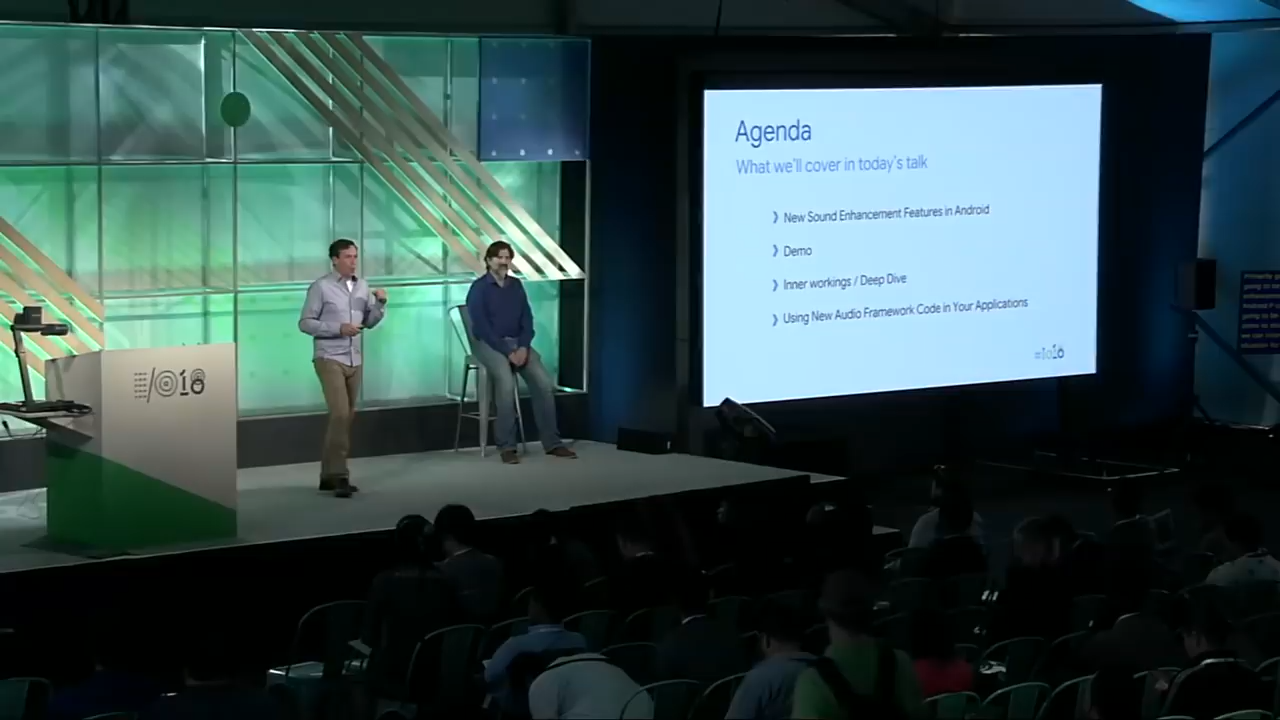 Agenda
What we'll cover in today's talk
❯ New Sound Enhancement Features in Android
❯ Demo
❯ Inner workings / Deep Dive
❯ Using New Audio Framework Code in Your Applications
#io18
I/O18